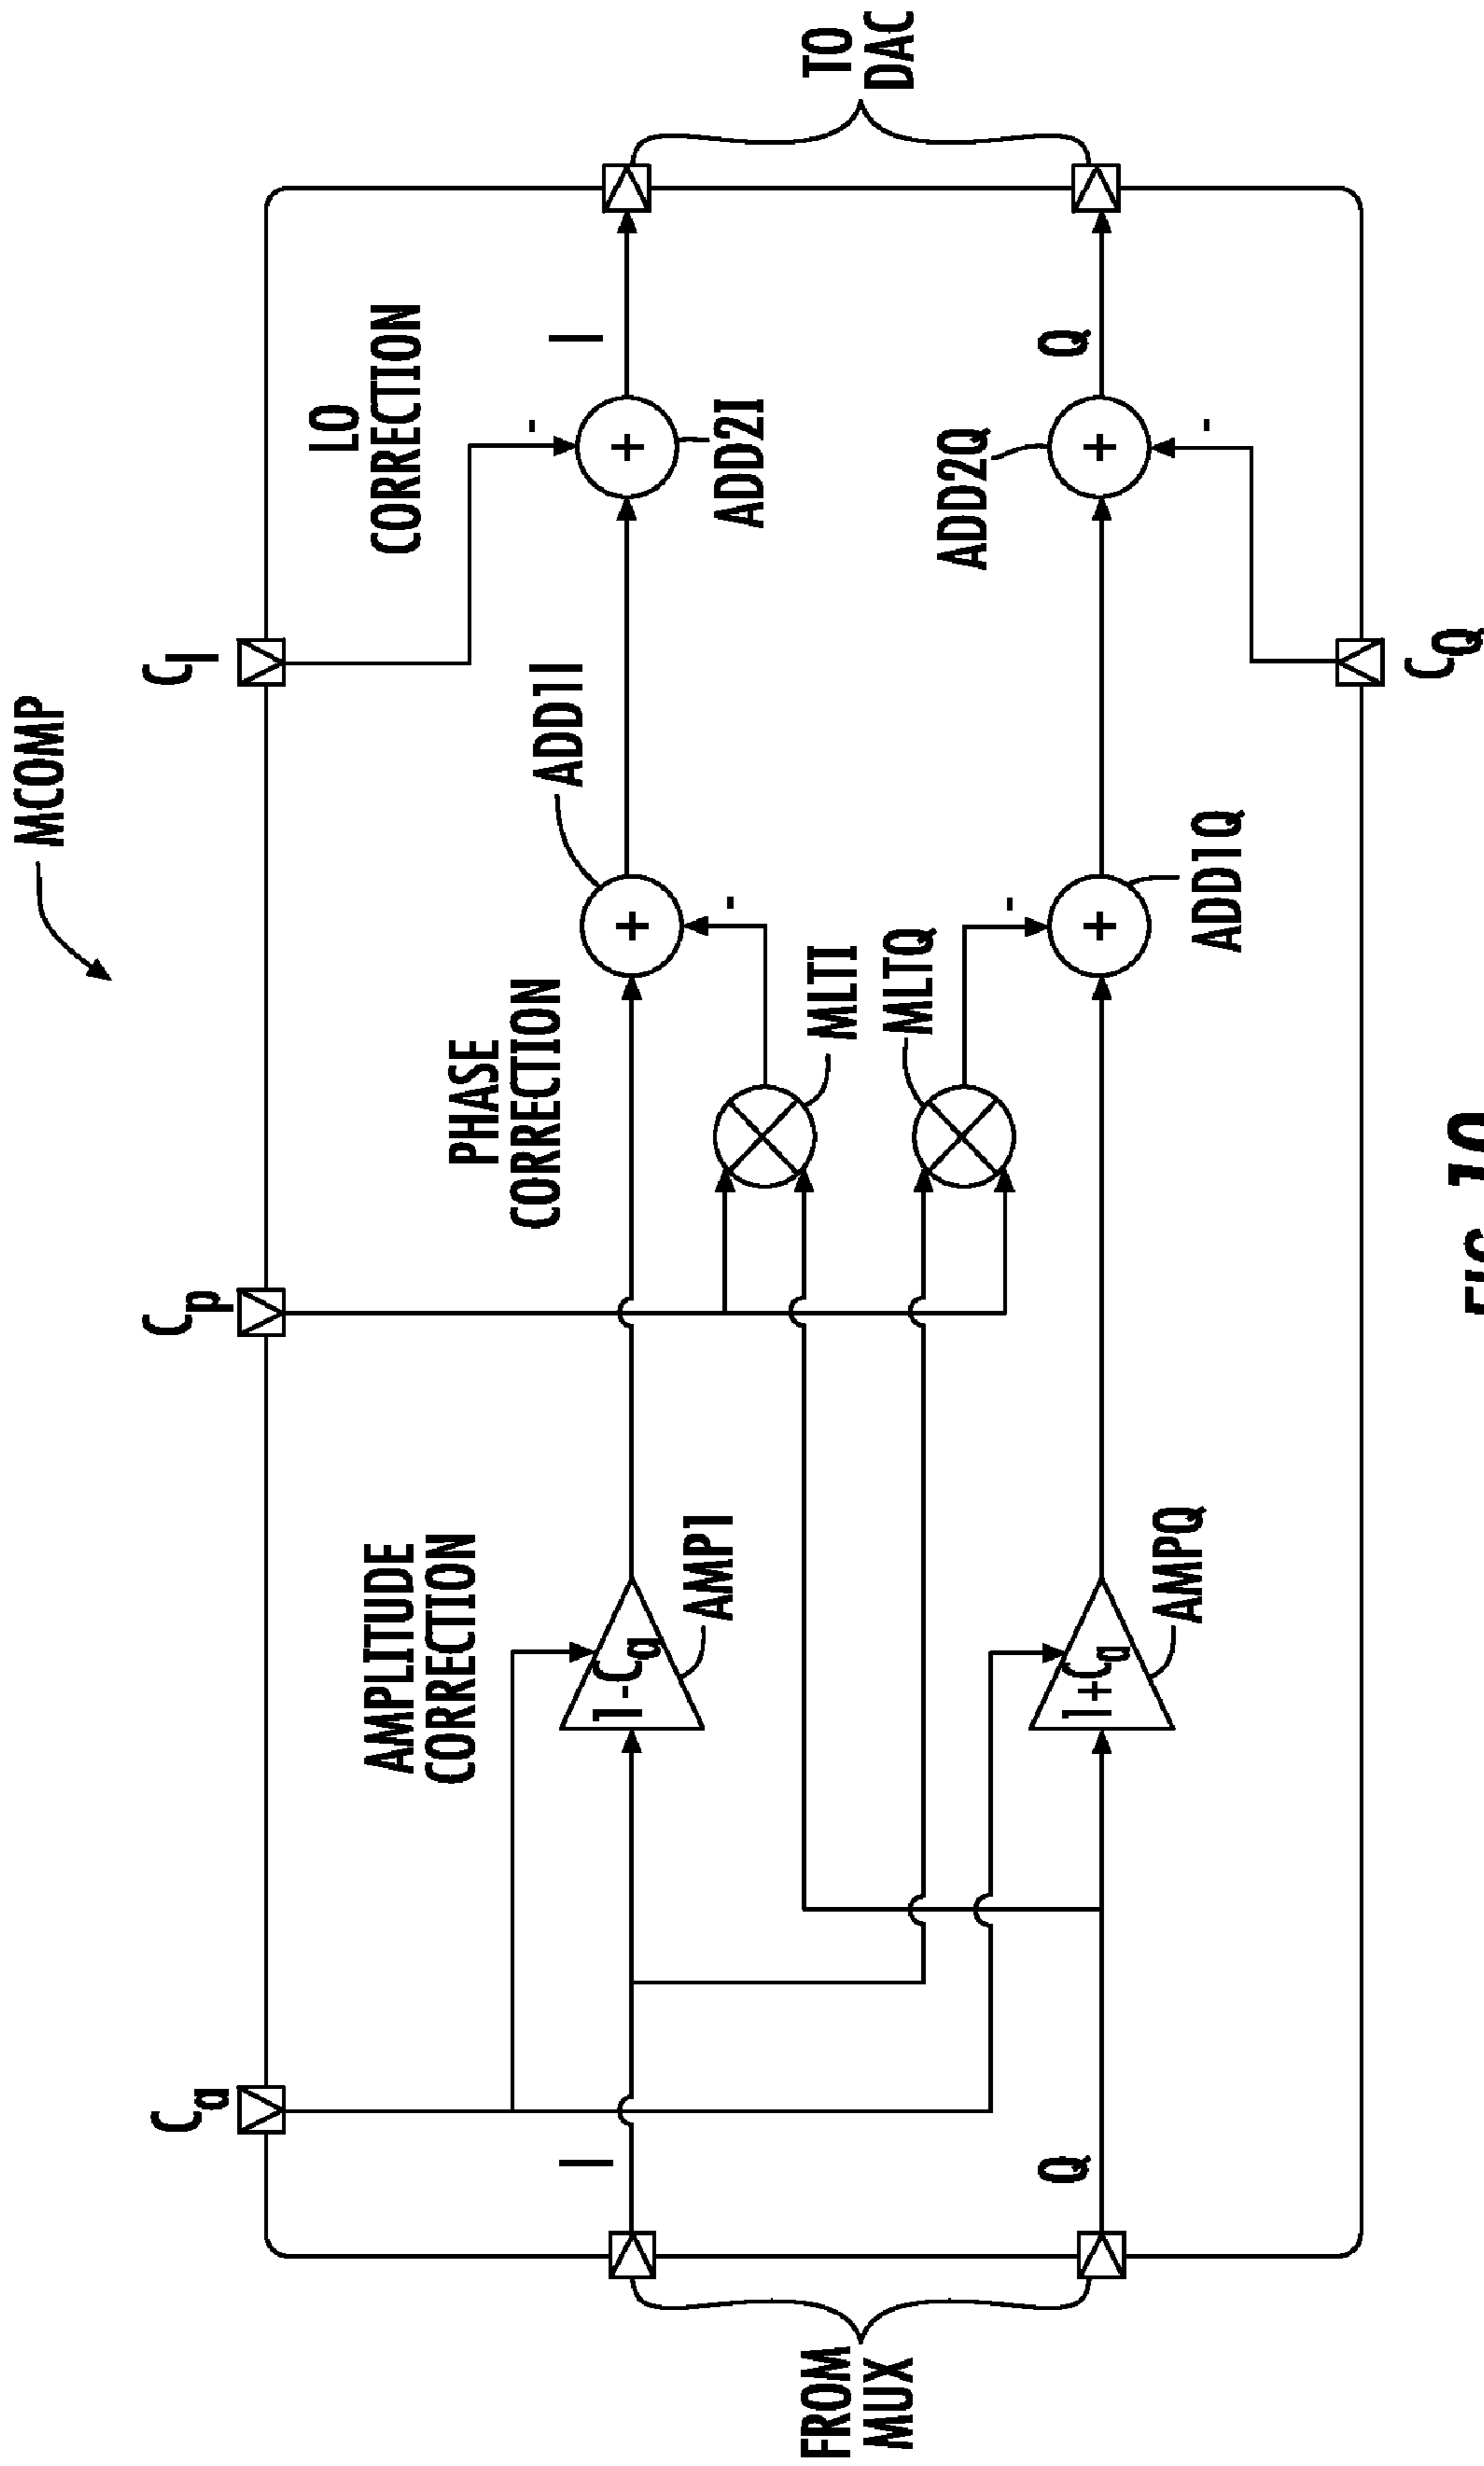 MCOMP
Ca
Cp
CI
AMPLITUDE
CORRECTION
PHASE
CORRECTION
LO
CORRECTION
I
1-Ca
AMP1
ADD1I
ADD2I
I
-
-
+
+
FROM
MUX
MLTI
MLTQ
TO
DAC
-
-
Q
1+Ca
AMPQ
+
ADD1Q
ADD2Q
+
Q
-
CQ